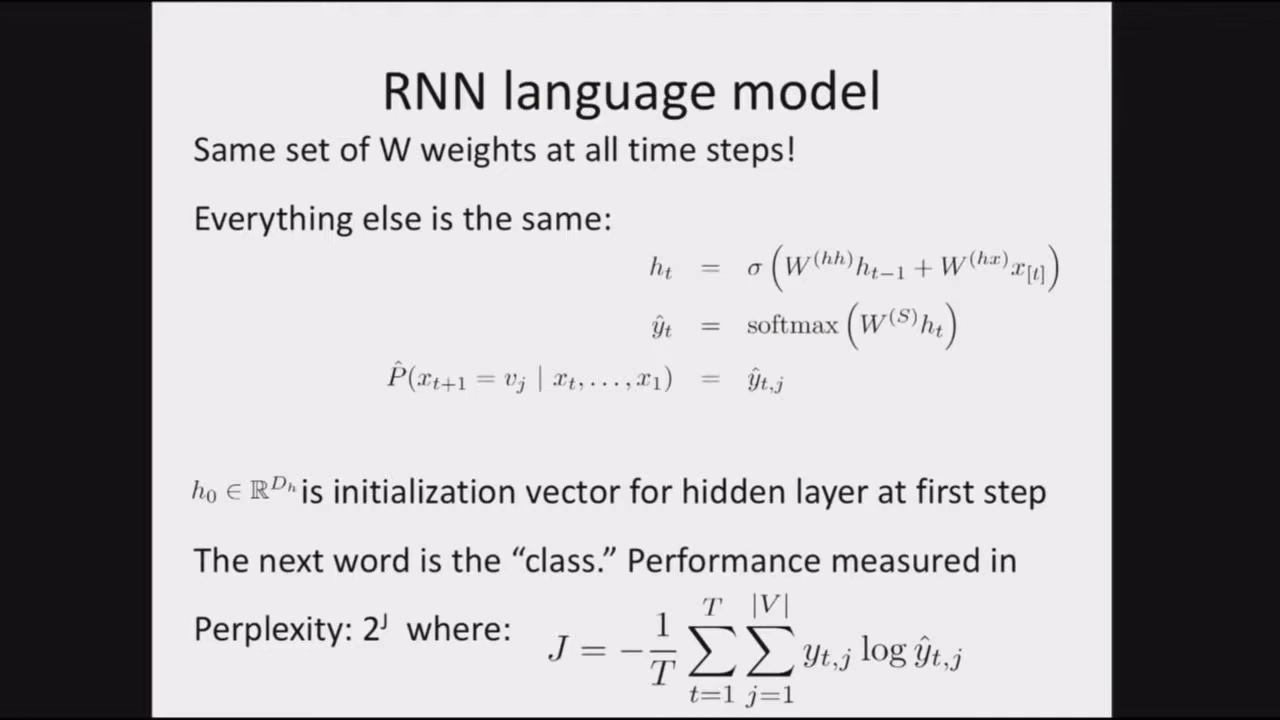 RNN language model
Same set of W weights at all time steps!
Everything else is the same:
h_t = σ (W^{(hh)} h_{t−1} + W^{(hx)} x_{[t]})
ŷ_t = softmax (W^{(S)} h_t)
P̂(x_{t+1} = v_j | x_t, . . . , x_1) = ŷ_{t,j}
h_0 ∈ ℝ^{D_h} is initialization vector for hidden layer at first step
The next word is the “class.” Performance measured in
Perplexity: 2^J where: J = −\frac{1}{T} \sum_{t=1}^{T} \sum_{j=1}^{|V|} y_{t,j} log ŷ_{t,j}